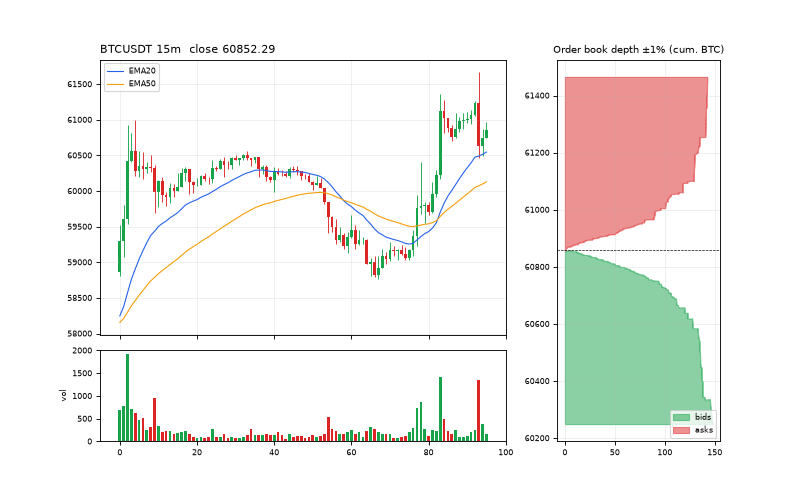 BTCUSDT 15m  close 60852.29
EMA20
EMA50
61500
61000
60500
60000
59500
59000
58500
58000
vol
2000
1500
1000
500
0
0 20 40 60 80 100
Order book depth ±1% (cum. BTC)
61400
61200
61000
60800
60600
60400
60200
bids
asks
0 50 100 150